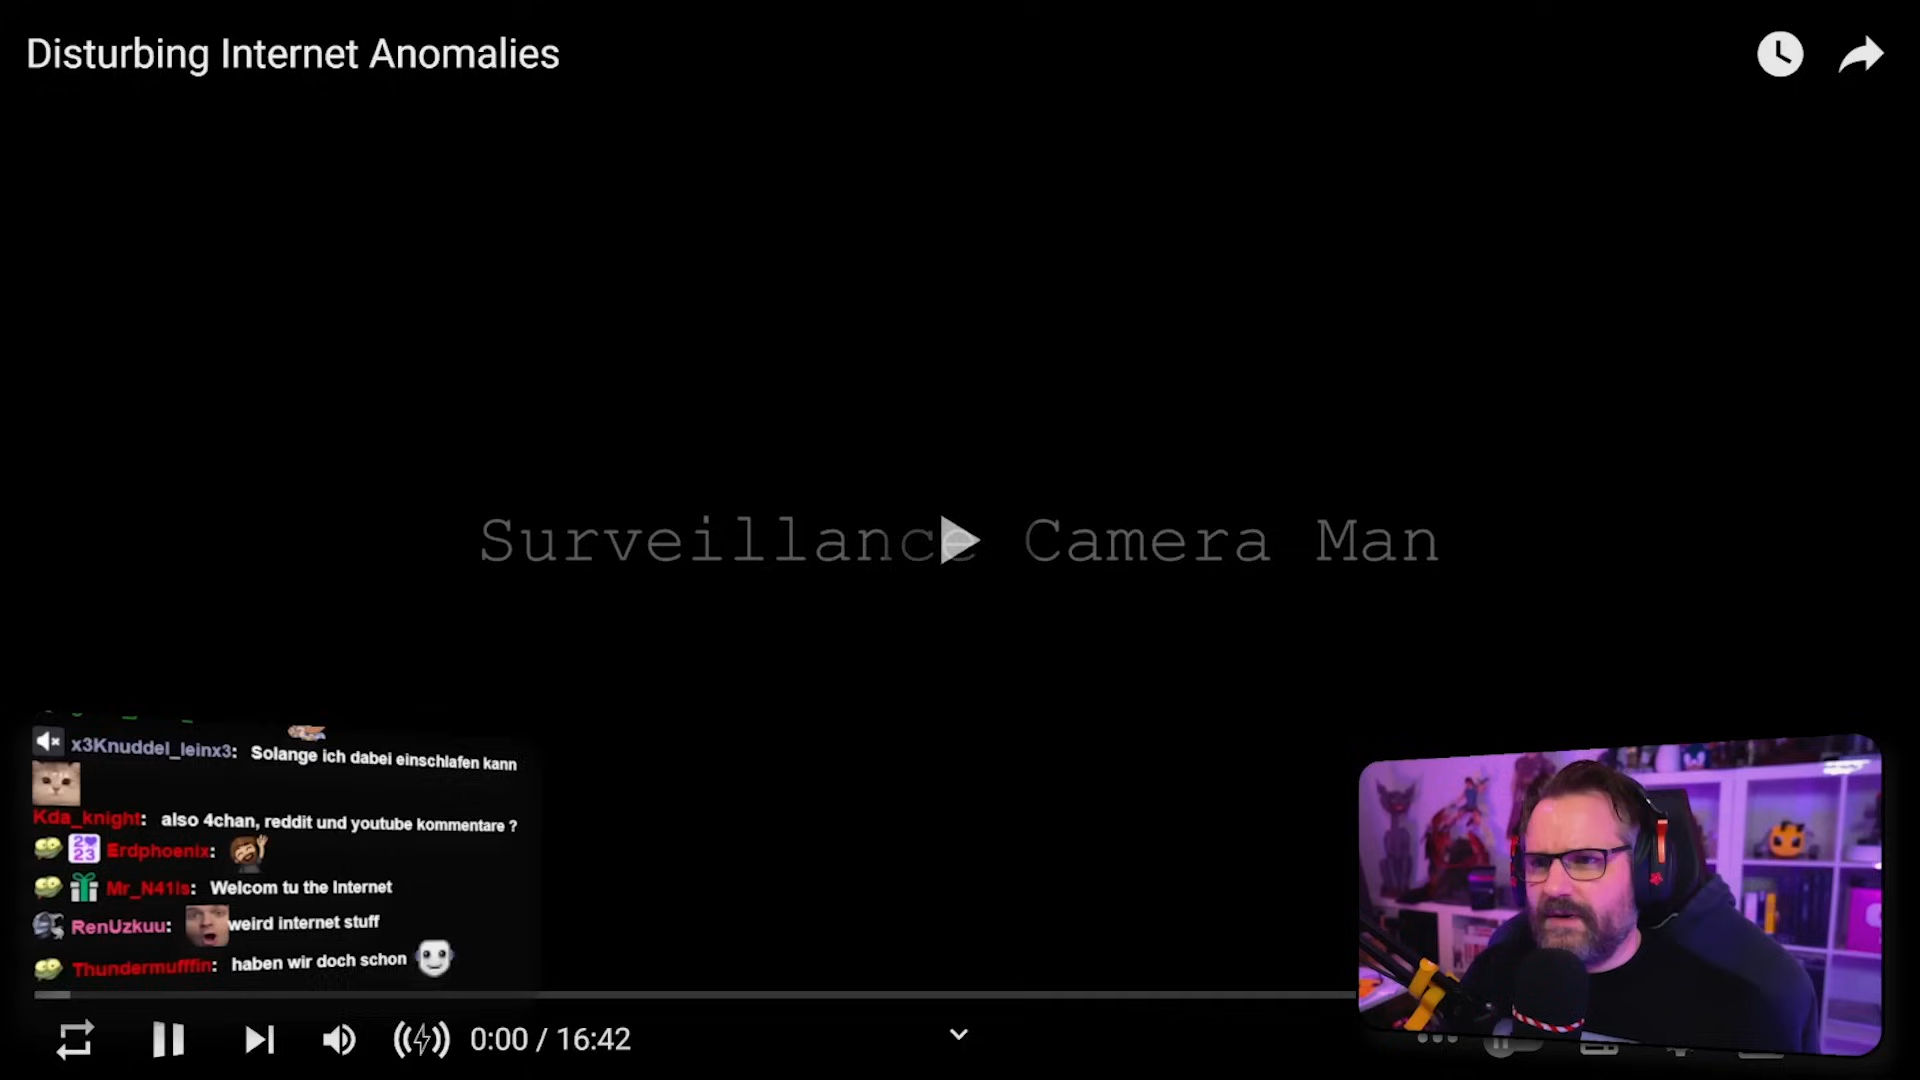 Disturbing Internet Anomalies
Surveillance Camera Man
x3Knuddel_leinx3: Solange ich dabei einschlafen kann
Kda_knight: also 4chan, reddit und youtube kommentare ?
2023 Erdphoenix:
Mr_N41ls: Welcom tu the Internet
RenUzkuu: weird internet stuff
Thundermufffin: haben wir doch schon
0:00 / 16:42